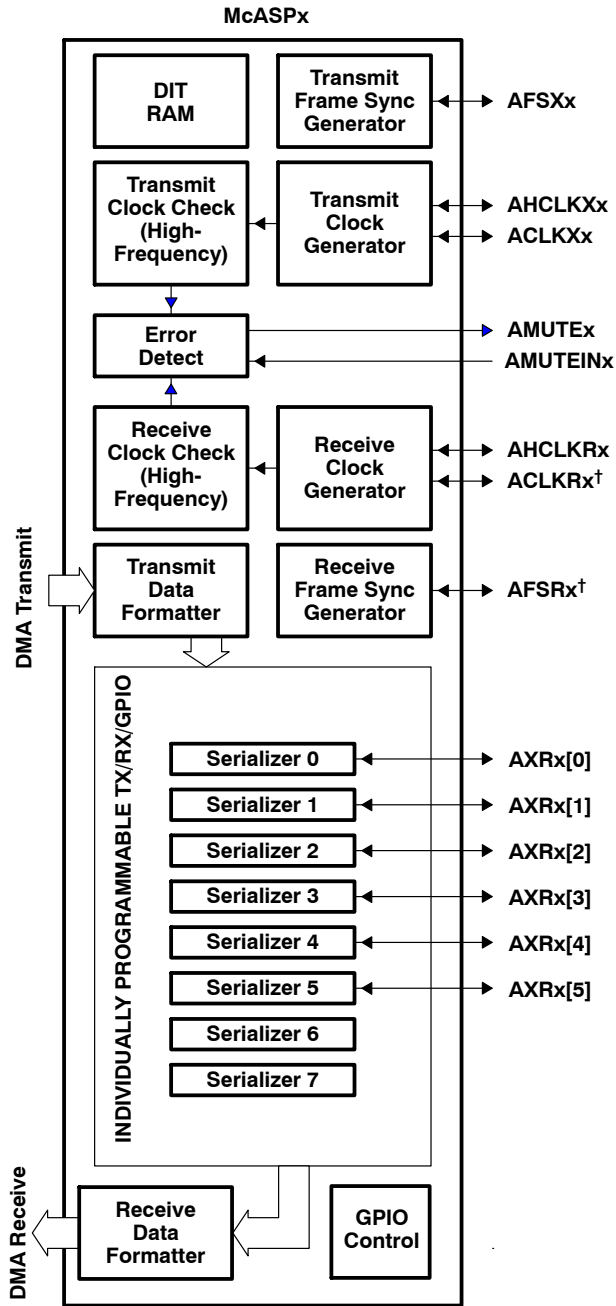 McASPx
DIT
RAM
Transmit
Frame Sync
Generator
AFSXx
Transmit
Clock Check
(High-
Frequency)
Transmit
Clock
Generator
AHCLKXx
ACLKXx
Error
Detect
AMUTEx
AMUTEINx
Receive
Clock Check
(High-
Frequency)
Receive
Clock
Generator
AHCLKRx
ACLKRx†
DMA Transmit
Transmit
Data
Formatter
Receive
Frame Sync
Generator
AFSRx†
INDIVIDUALLY PROGRAMMABLE TX/RX/GPIO
Serializer 0
AXRx[0]
Serializer 1
AXRx[1]
Serializer 2
AXRx[2]
Serializer 3
AXRx[3]
Serializer 4
AXRx[4]
Serializer 5
AXRx[5]
Serializer 6
Serializer 7
DMA Receive
Receive
Data
Formatter
GPIO
Control